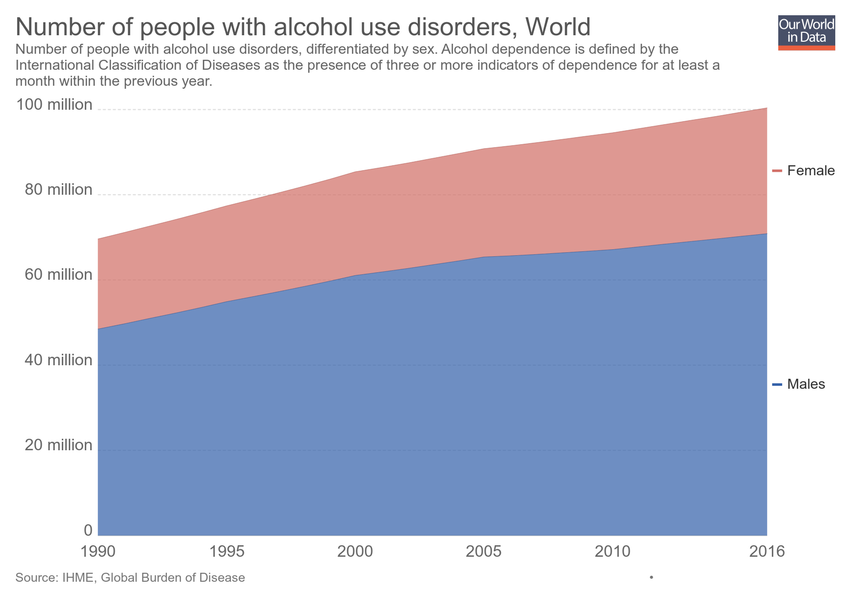 Number of people with alcohol use disorders, World
Our World
in Data
Number of people with alcohol use disorders, differentiated by sex. Alcohol dependence is defined by the
International Classification of Diseases as the presence of three or more indicators of dependence for at least a
month within the previous year.
100 million
80 million
60 million
40 million
20 million
0
Female
Males
1990 1995 2000 2005 2010 2016
Source: IHME, Global Burden of Disease